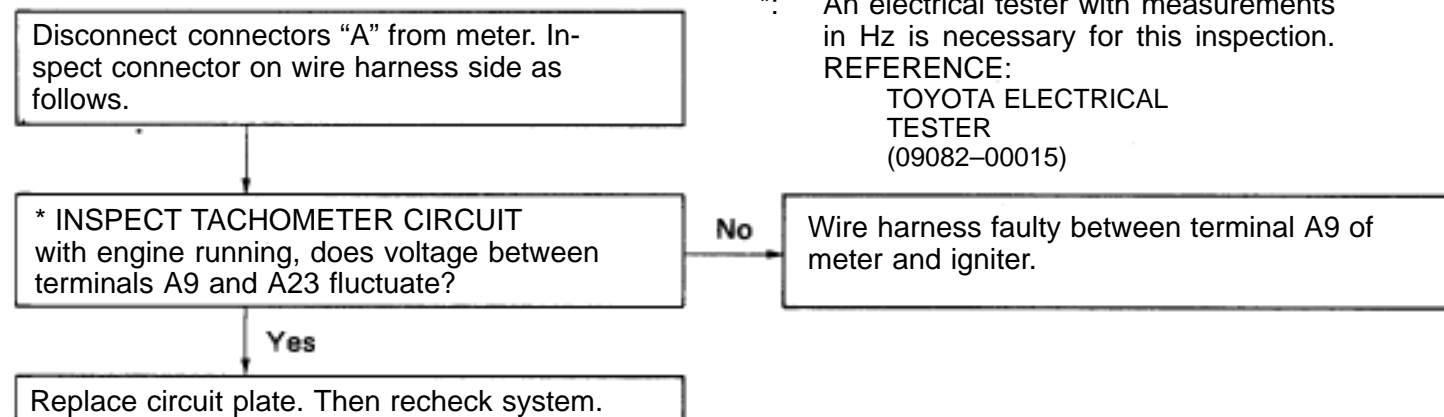 Disconnect connectors “A” from meter. In-
spect connector on wire harness side as
follows.
*: An electrical tester with measurements
in Hz is necessary for this inspection.
REFERENCE:
TOYOTA ELECTRICAL
TESTER
(09082–00015)
* INSPECT TACHOMETER CIRCUIT
with engine running, does voltage between
terminals A9 and A23 fluctuate?
No
Wire harness faulty between terminal A9 of
meter and igniter.
Yes
Replace circuit plate. Then recheck system.